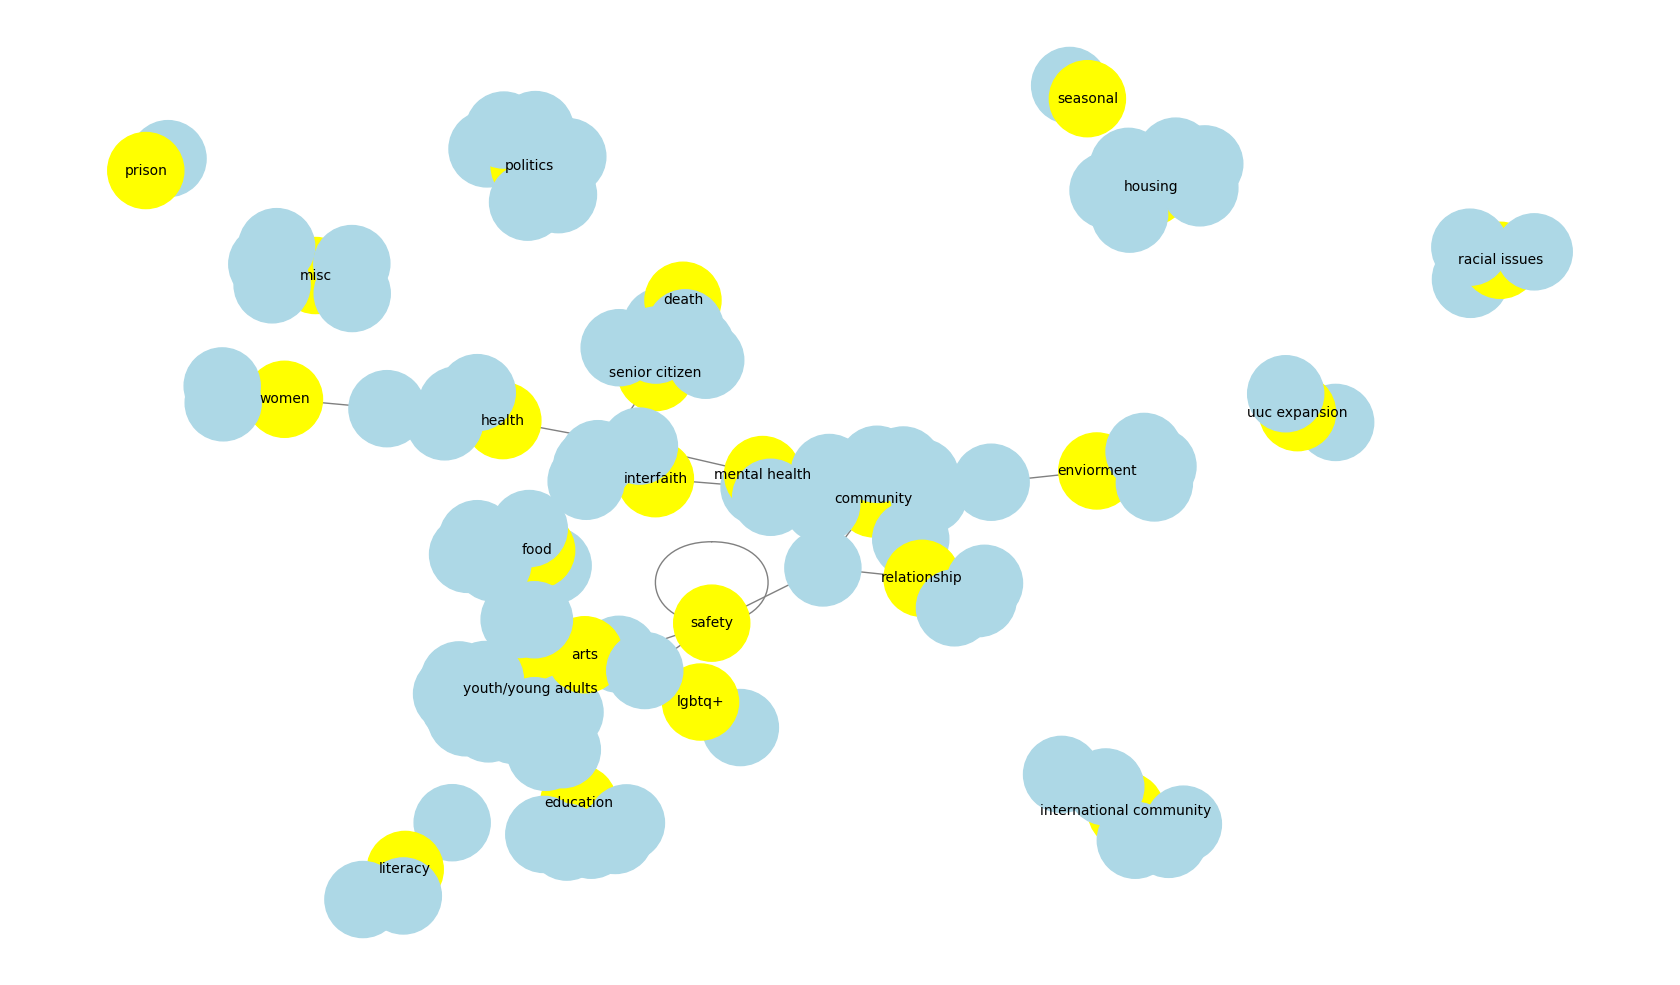 seasonal
prison
politics
housing
misc
racial issues
death
senior citizen
women
health
uuc expansion
interfaith
mental health
community
enviorment
food
relationship
safety
arts
youth/young adults
lgbtq+
education
international community
literacy